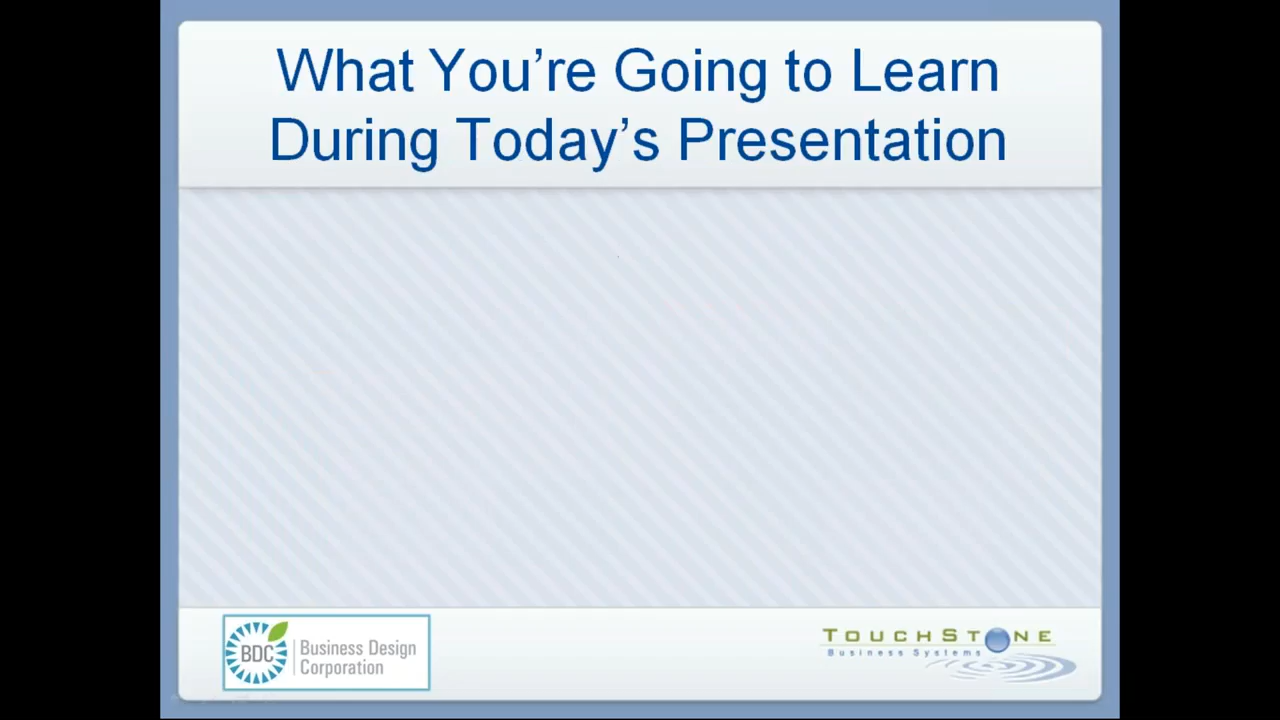 What You’re Going to Learn
During Today’s Presentation
BDC
Business Design
Corporation
TOUCHSTONE
Business Systems